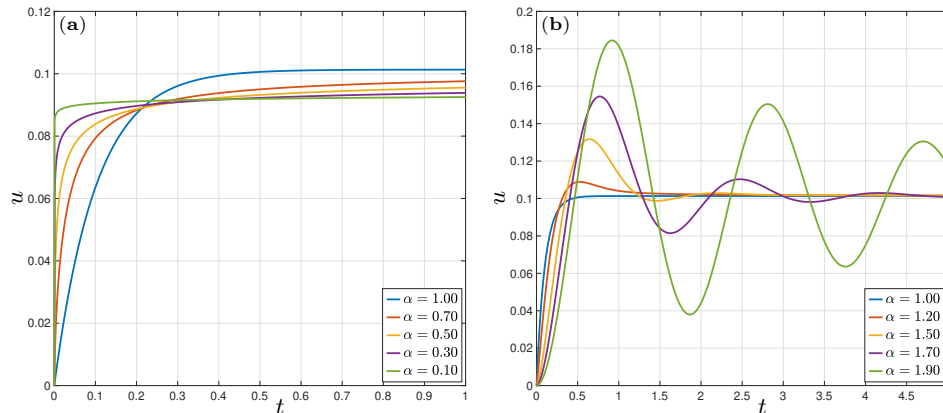 (a)
u
0.12
0.1
0.08
0.06
0.04
0.02
0
0 0.1 0.2 0.3 0.4 0.5 0.6 0.7 0.8 0.9 1
t
α = 1.00
α = 0.70
α = 0.50
α = 0.30
α = 0.10
(b)
u
0.2
0.18
0.16
0.14
0.12
0.1
0.08
0.06
0.04
0.02
0
0 0.5 1 1.5 2 2.5 3 3.5 4 4.5
t
α = 1.00
α = 1.20
α = 1.50
α = 1.70
α = 1.90